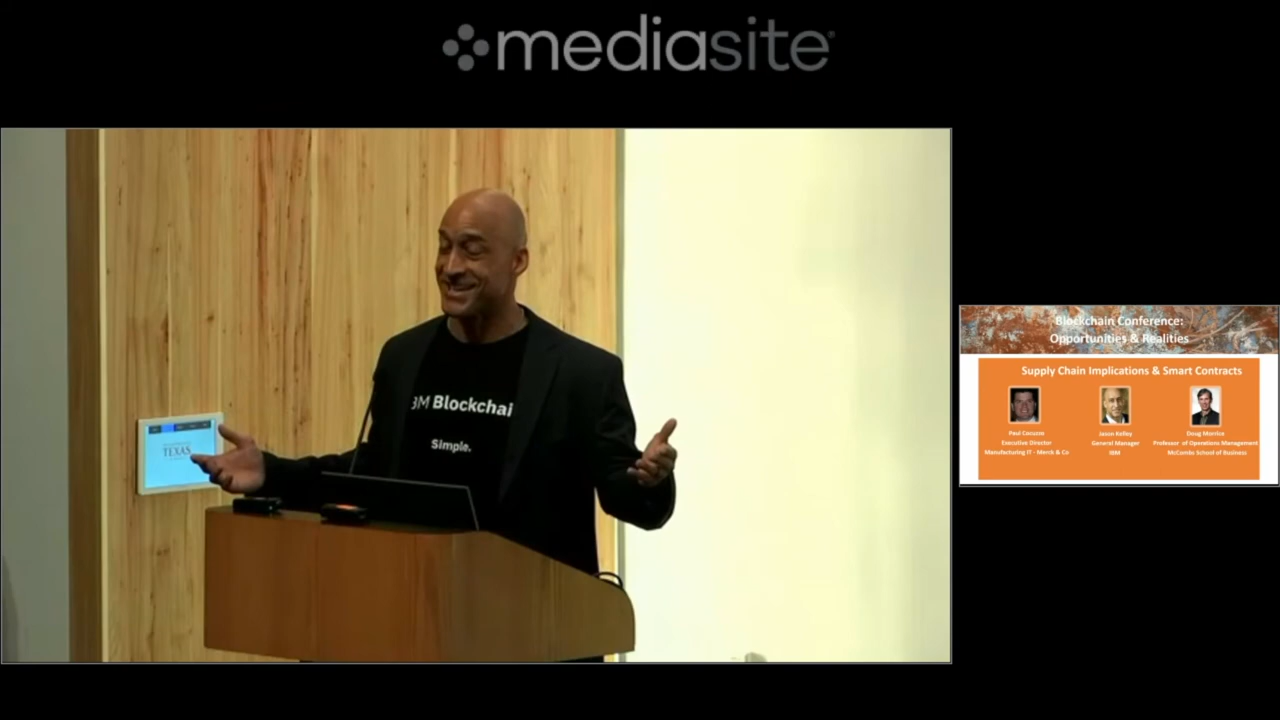 mediasite
BM Blockchai
Simple.
TEXAS
Blockchain Conference:
Opportunities & Realities
Supply Chain Implications & Smart Contracts
Paul Cocuzzo
Executive Director
Manufacturing IT - Merck & Co
Jason Kelley
General Manager
IBM
Doug Morrice
Professor of Operations Management
McCombs School of Business